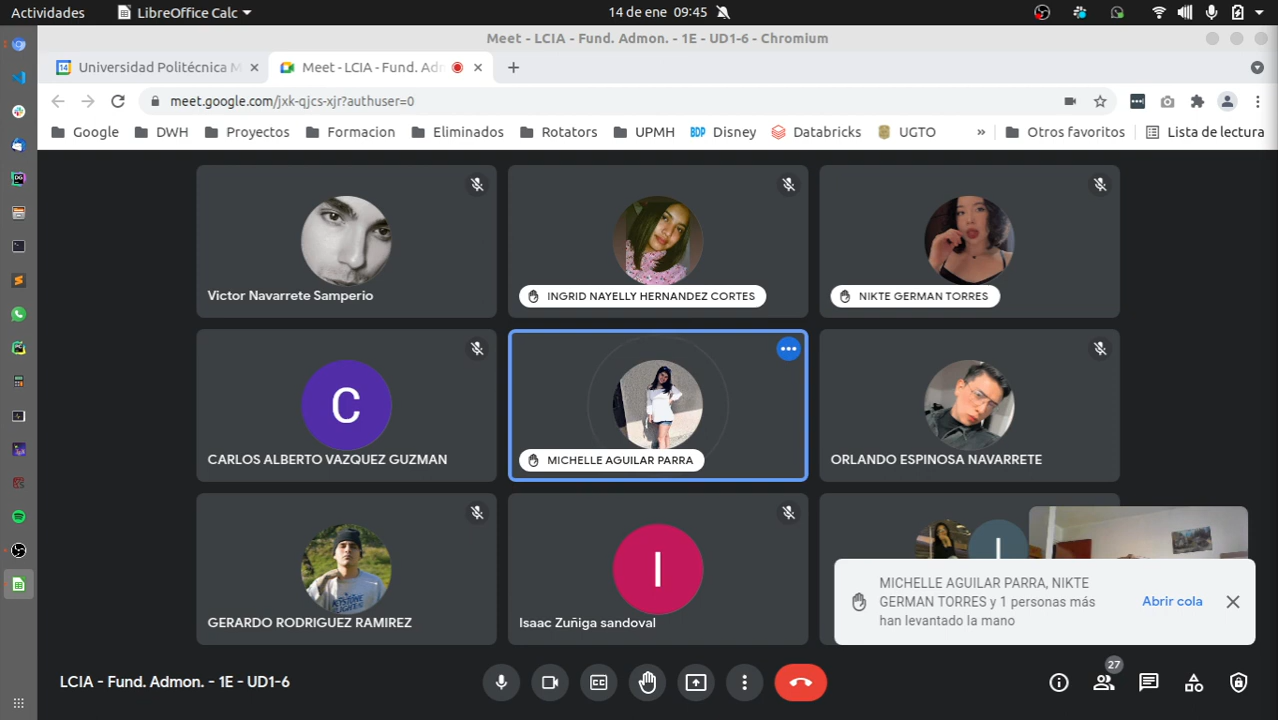 Actividades
LibreOffice Calc
14 de ene 09:45
Meet - LCIA - Fund. Admon. - 1E - UD1-6 - Chromium
14
Universidad Politécnica M
Meet - LCIA - Fund. Adm
meet.google.com/jxk-qjcs-xjr?authuser=0
Google
DWH
Proyectos
Formacion
Eliminados
Rotators
UPMH
BDP Disney
Databricks
UGTO
»
Otros favoritos
Lista de lectura
Victor Navarrete Samperio
INGRID NAYELLY HERNANDEZ CORTES
NIKTE GERMAN TORRES
C
CARLOS ALBERTO VAZQUEZ GUZMAN
MICHELLE AGUILAR PARRA
ORLANDO ESPINOSA NAVARRETE
GERARDO RODRIGUEZ RAMIREZ
I
Isaac Zuñiga sandoval
MICHELLE AGUILAR PARRA, NIKTE
GERMAN TORRES y 1 personas más
han levantado la mano
Abrir cola
LCIA - Fund. Admon. - 1E - UD1-6
CC
27